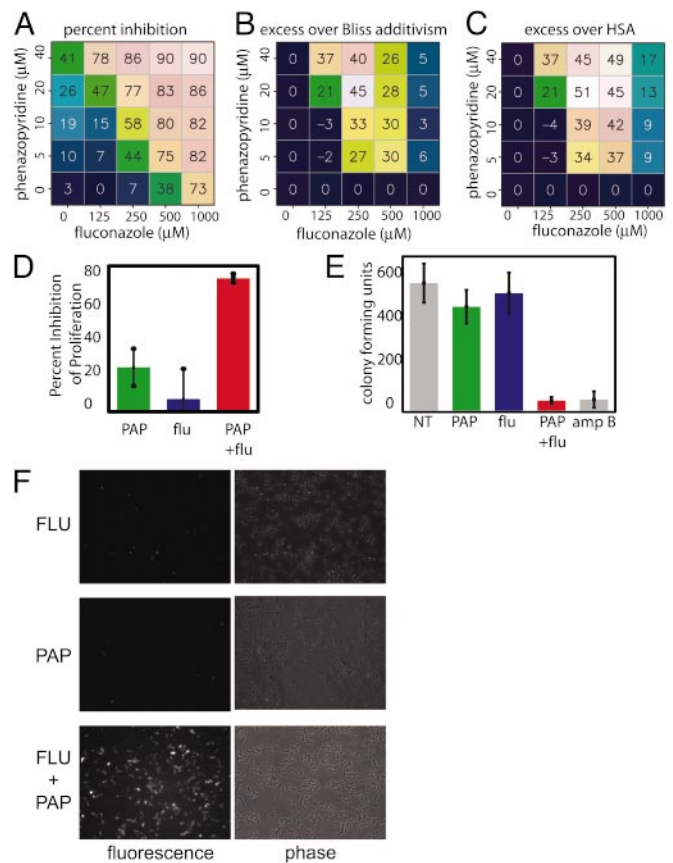 A
percent inhibition
phenazopyridine (μM)
40
41 78 86 90 90
20
26 47 77 83 86
10
19 15 58 80 82
5
10 7 44 75 82
0
3 0 7 38 73
0 125 250 500 1000
fluconazole (μM)
B
excess over Bliss additivism
phenazopyridine (μM)
40
0 37 40 26 5
20
0 21 45 28 5
10
0 -3 33 30 3
5
0 -2 27 30 6
0
0 0 0 0 0
0 125 250 500 1000
fluconazole (μM)
C
excess over HSA
phenazopyridine (μM)
40
0 37 45 49 17
20
0 21 51 45 13
10
0 -4 39 42 9
5
0 -3 34 37 9
0
0 0 0 0 0
0 125 250 500 1000
fluconazole (μM)
D
Percent Inhibition
of Proliferation
80
60
40
20
0
PAP flu PAP
+flu
E
colony forming units
600
400
200
0
NT PAP flu PAP amp B
+flu
F
FLU
PAP
FLU
+
PAP
fluorescence phase